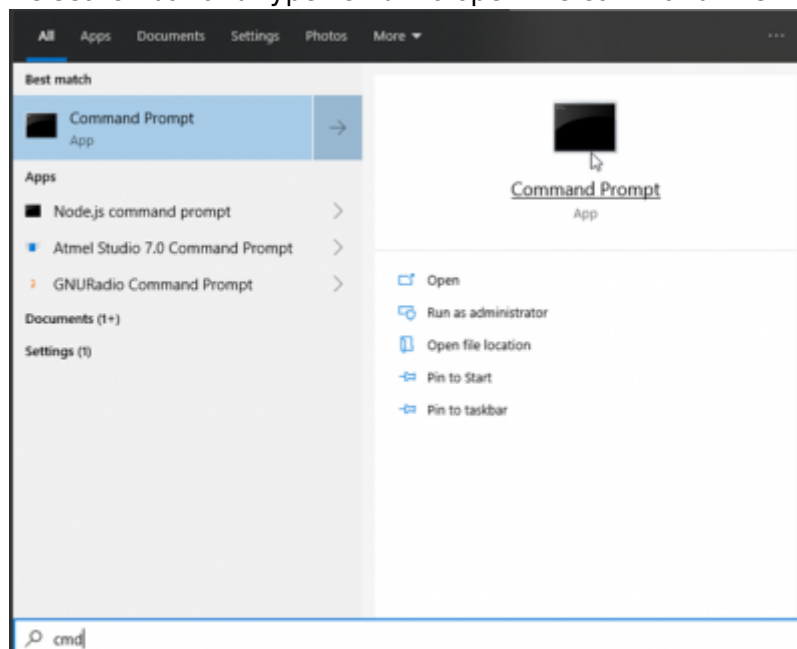 All Apps Documents Settings Photos More
Best match
Command Prompt
App
Apps
Node.js command prompt
Atmel Studio 7.0 Command Prompt
GNURadio Command Prompt
Documents (1+)
Settings (1)
Command Prompt
App
Open
Run as administrator
Open file location
Pin to Start
Pin to taskbar
cmd